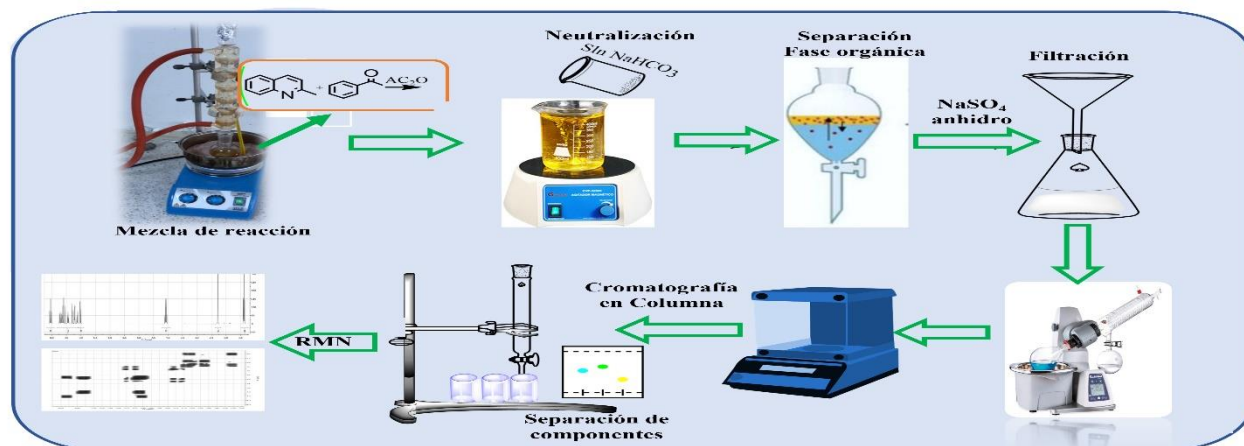 Neutralización
Sln NaHCO3
Separación
Fase orgánica
Filtración
N
O
+
AC2O
NaSO4
anhidro
Mezcla de reacción
Cromatografía
en Columna
RMN
Separación de
componentes